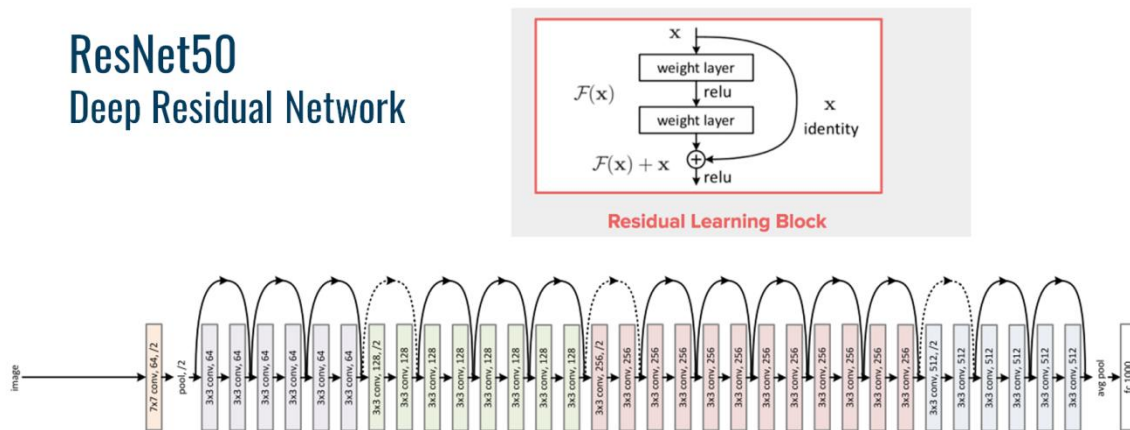 ResNet50
Deep Residual Network
x
weight layer
relu
F(x)
weight layer
x
identity
F(x) + x
relu
Residual Learning Block
image
7x7 conv, 64, /2
pool, /2
3x3 conv, 64
3x3 conv, 64
3x3 conv, 64
3x3 conv, 64
3x3 conv, 64
3x3 conv, 64
3x3 conv, 128, /2
3x3 conv, 128
3x3 conv, 128
3x3 conv, 128
3x3 conv, 128
3x3 conv, 128
3x3 conv, 128
3x3 conv, 128
3x3 conv, 256, /2
3x3 conv, 256
3x3 conv, 256
3x3 conv, 256
3x3 conv, 256
3x3 conv, 256
3x3 conv, 256
3x3 conv, 256
3x3 conv, 256
3x3 conv, 256
3x3 conv, 256
3x3 conv, 256
3x3 conv, 512, /2
3x3 conv, 512
3x3 conv, 512
3x3 conv, 512
3x3 conv, 512
3x3 conv, 512
avg pool
fc 1000